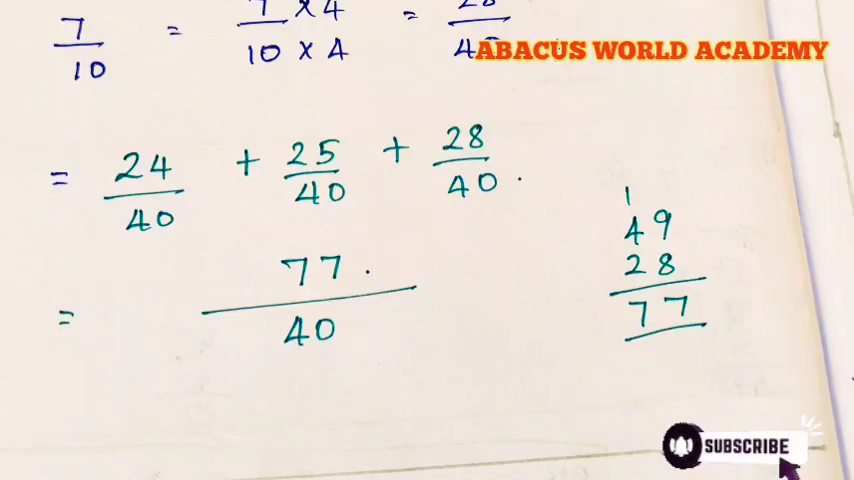 7/10 = 7 × 4/10 × 4 = 28/40
ABACUS WORLD ACADEMY
= 24/40 + 25/40 + 28/40 .
= 77 . /40
1
49
28
77
SUBSCRIBE